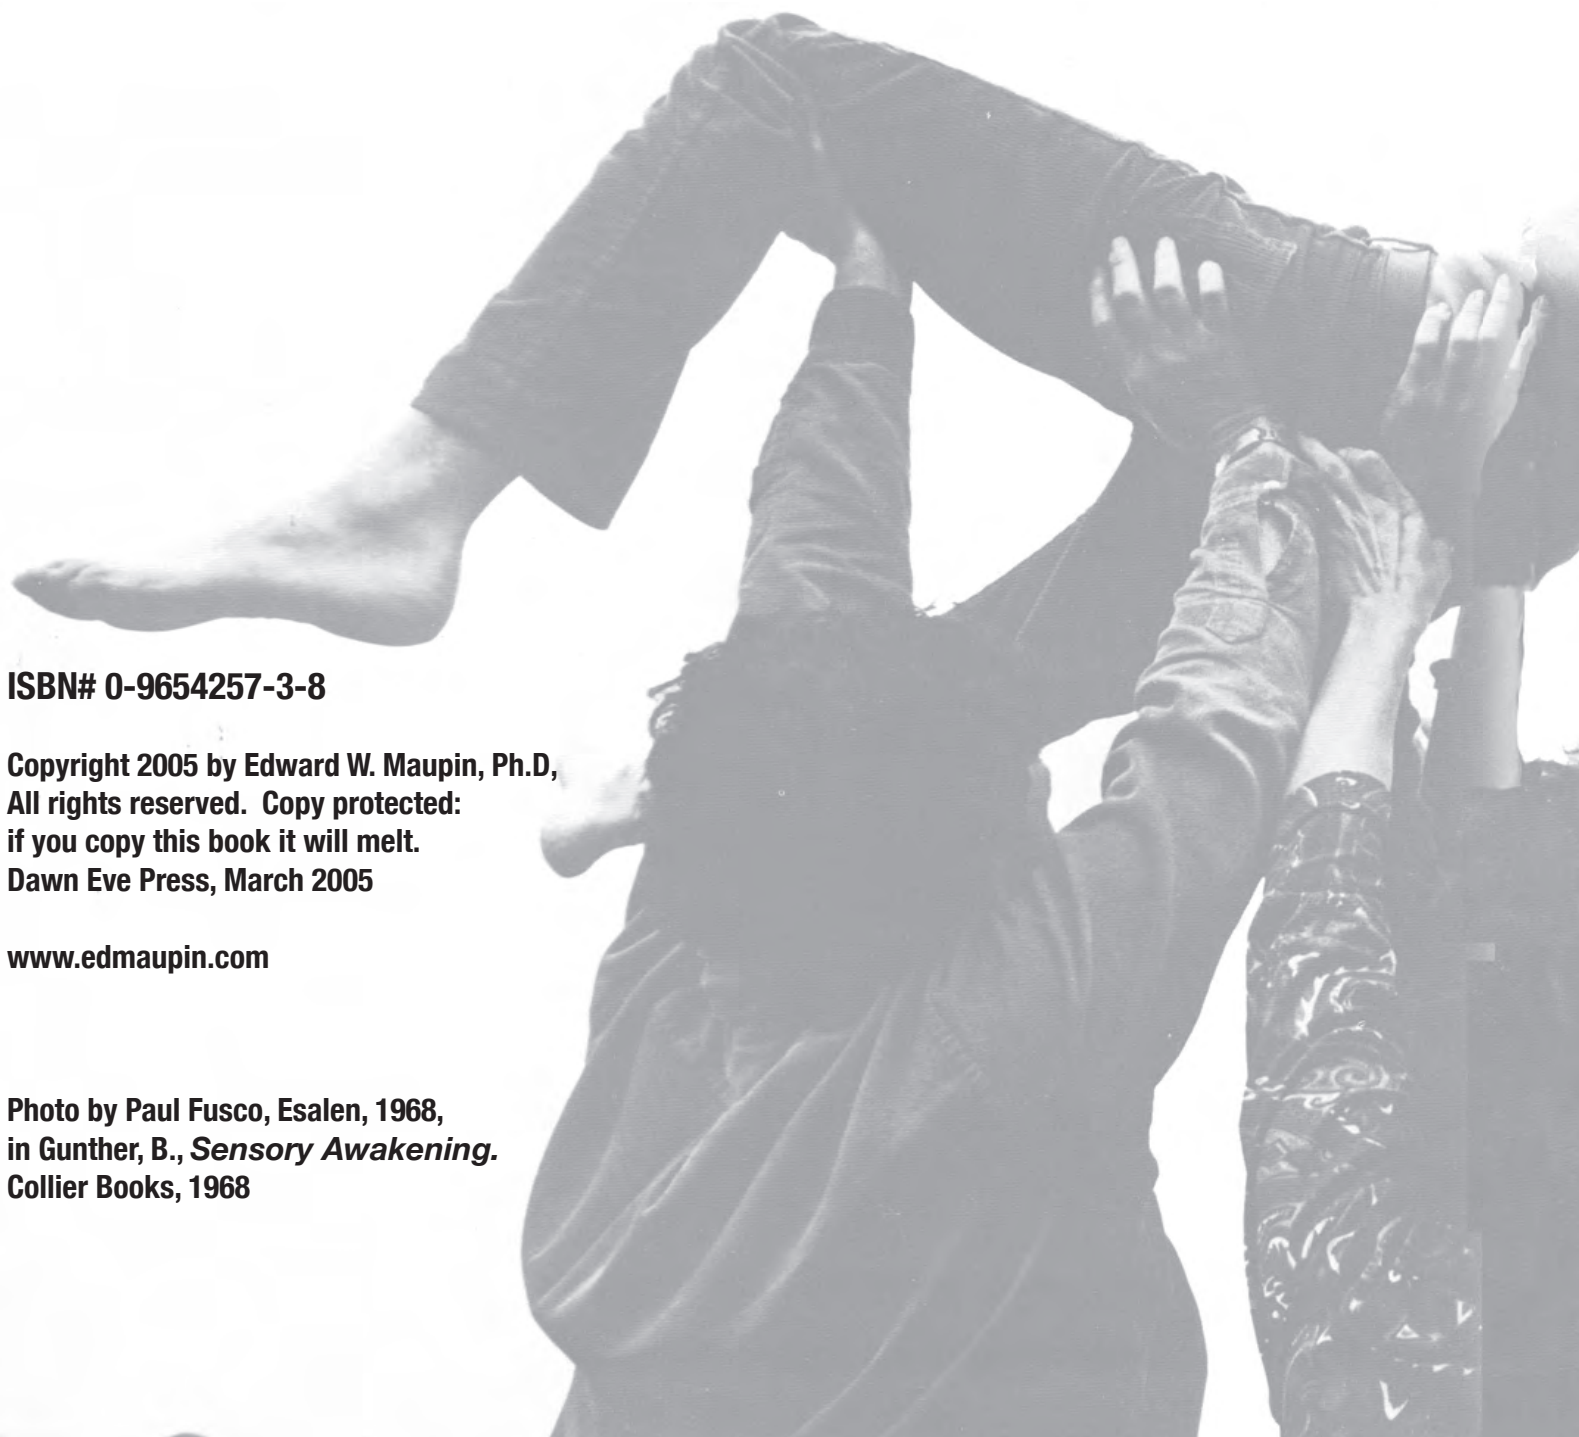 ISBN# 0-9654257-3-8
Copyright 2005 by Edward W. Maupin, Ph.D,
All rights reserved.  Copy protected:
if you copy this book it will melt.
Dawn Eve Press, March 2005
www.edmaupin.com
Photo by Paul Fusco, Esalen, 1968,
in Gunther, B., Sensory Awakening.
Collier Books, 1968